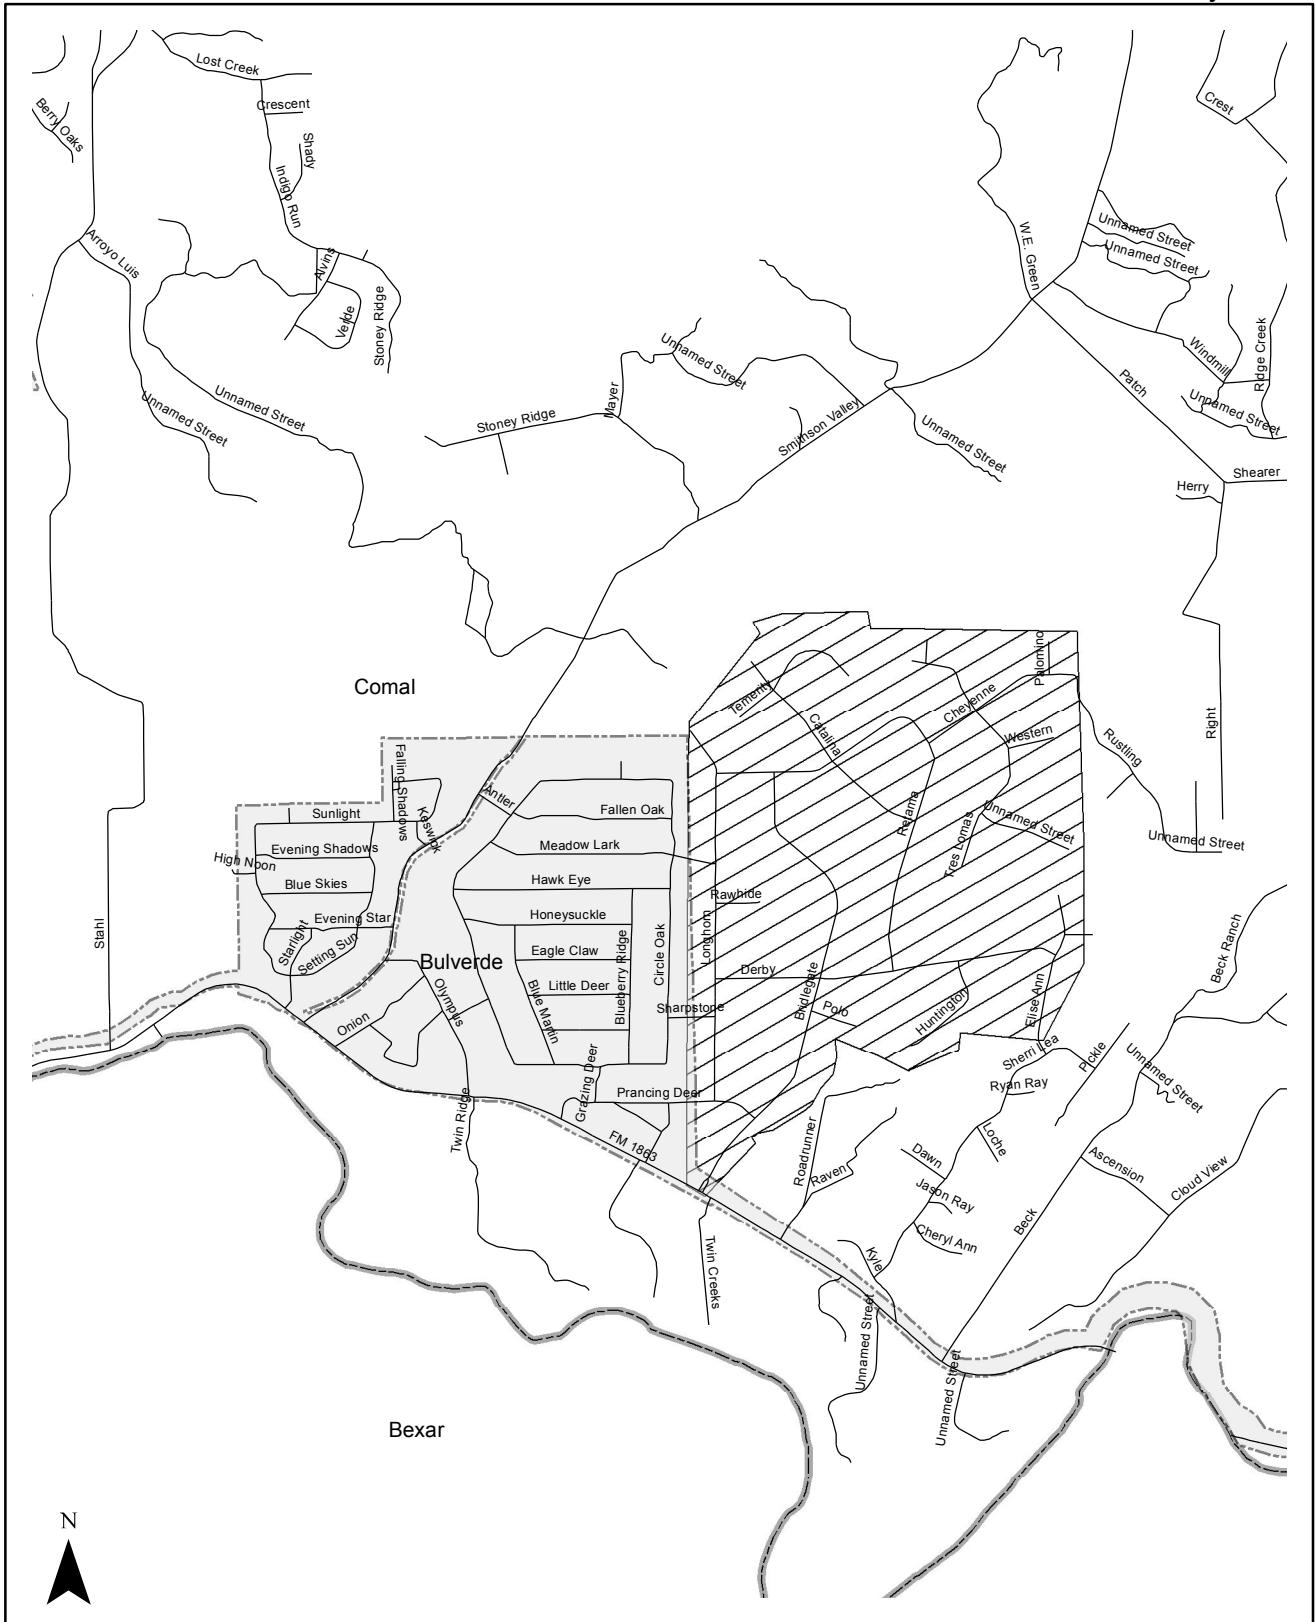 Lost Creek
Crescent
Berry Oaks
Shady
Crest
Indigo Run
Arroyo Luis
Alvins
W.E. Green
Unnamed Street
Unnamed Street
Verde
Stoney Ridge
Ridge Creek
Windmill
Unnamed Street
Patch
Mayer
Unnamed Street
Unnamed Street
Unnamed Street
Stoney Ridge
Smithson Valley
Unnamed Street
Shearer
Herry
Comal
Palomino
Temerity
Cheyenne
Catalina
Western
Rustling
Right
Falling Shadows
Antler
Sunlight
Keswick
Fallen Oak
Retama
Unnamed Street
Tres Lomas
Unnamed Street
Evening Shadows
Meadow Lark
High Noon
Blue Skies
Hawk Eye
Rawhide
Evening Star
Honeysuckle
Stahl
Starlight
Setting Sun
Eagle Claw
Blueberry Ridge
Circle Oak
Longhorn
Beck Ranch
Bulverde
Derby
Bridlegate
Little Deer
Olympus
Blue Martin
Sharpstone
Polo
Huntington
Elise Ann
Onion
Sherri Lea
Pickle
Unnamed Street
Grazing Deer
Prancing Deer
Ryan Ray
Twin Ridge
FM 1863
Roadrunner
Loche
Dawn
Raven
Ascension
Cloud View
Jason Ray
Beck
Cheryl Ann
Kyle
Twin Creeks
Unnamed Street
Unnamed Street
Bexar
N